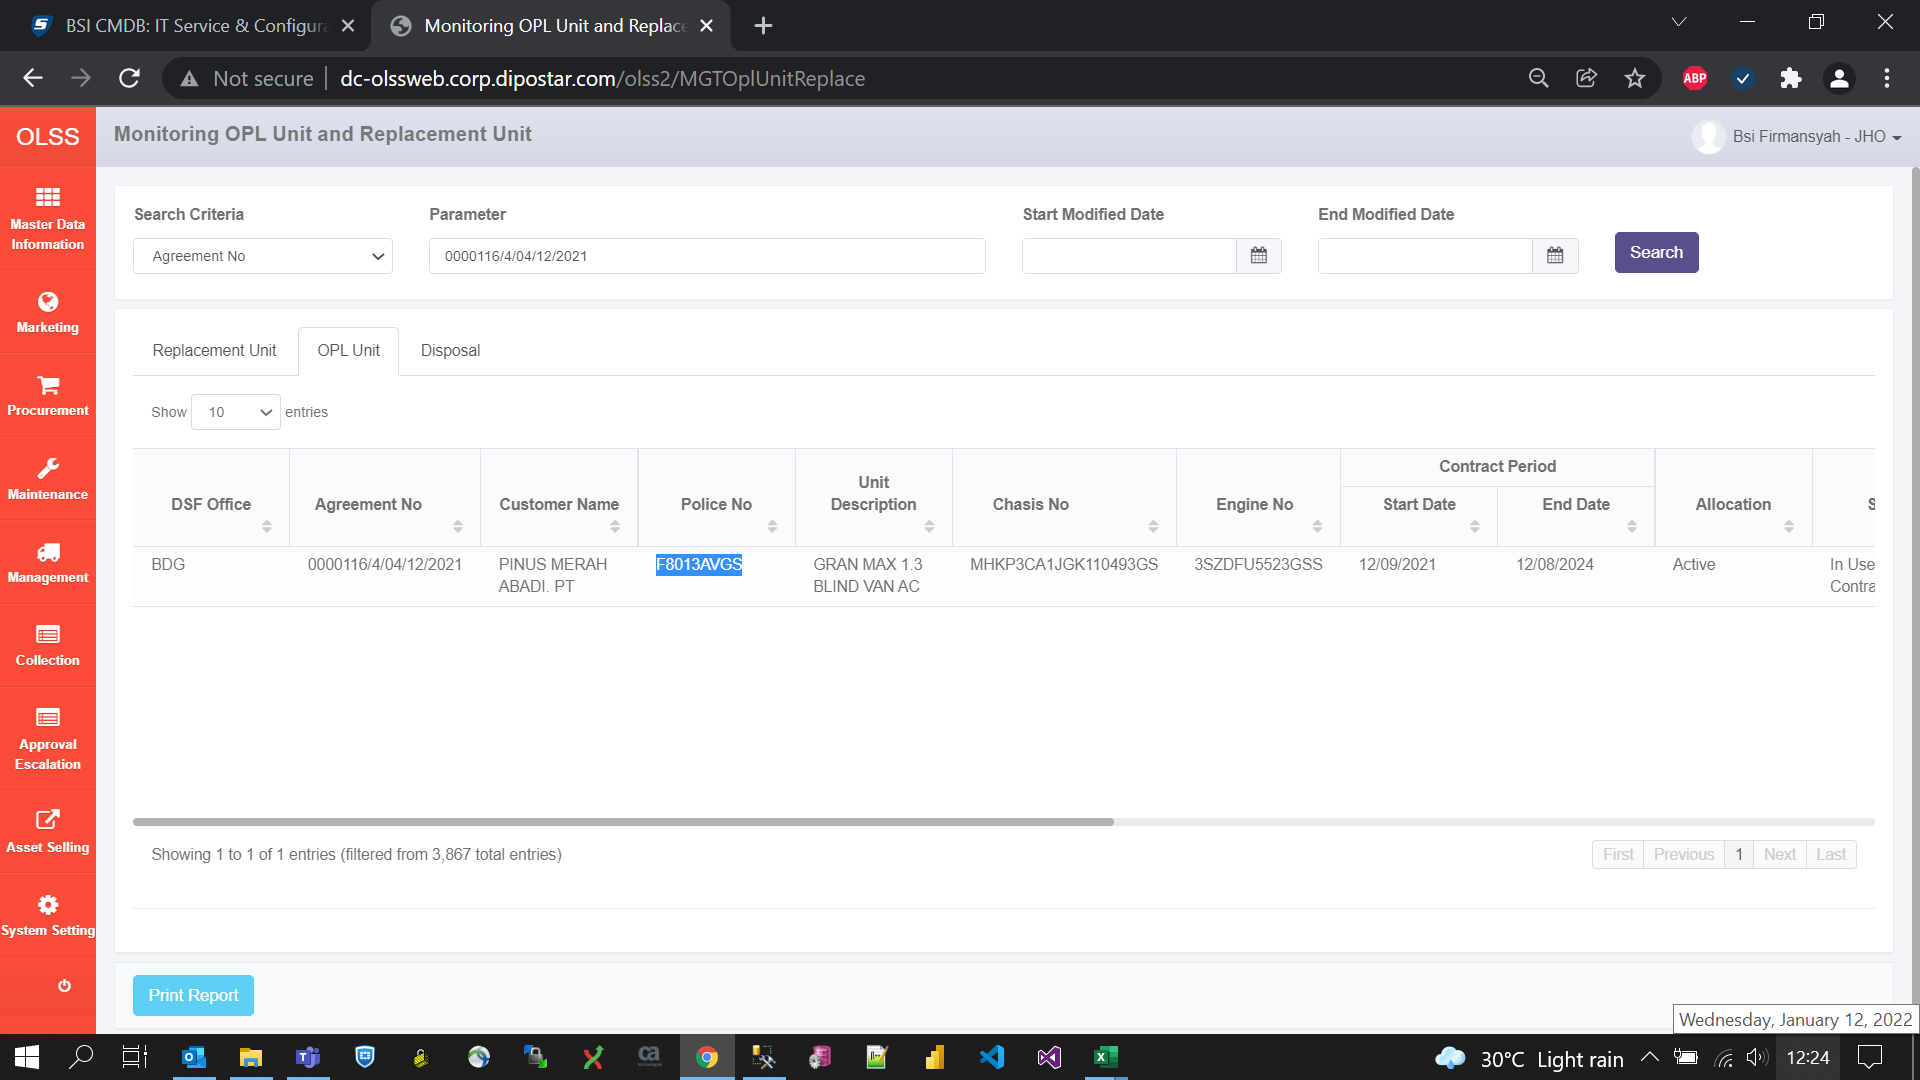 BSI CMDB: IT Service & Configura
Monitoring OPL Unit and Replace
Not secure
dc-olssweb.corp.dipostar.com/olss2/MGTOplUnitReplace
ABP
OLSS
Monitoring OPL Unit and Replacement Unit
Bsi Firmansyah - JHO
Master Data
Information
Marketing
Procurement
Maintenance
Management
Collection
Approval
Escalation
Asset Selling
System Setting
Search Criteria
Parameter
Start Modified Date
End Modified Date
Agreement No
0000116/4/04/12/2021
Search
Replacement Unit
OPL Unit
Disposal
Show 10 entries
Contract Period
DSF Office
Agreement No
Customer Name
Police No
Unit
Description
Chasis No
Engine No
Start Date
End Date
Allocation
S
BDG
0000116/4/04/12/2021
PINUS MERAH
ABADI. PT
F8013AVGS
GRAN MAX 1.3
BLIND VAN AC
MHKP3CA1JGK110493GS
3SZDFU5523GSS
12/09/2021
12/08/2024
Active
In Use
Contra
Showing 1 to 1 of 1 entries (filtered from 3,867 total entries)
First
Previous
1
Next
Last
Print Report
Wednesday, January 12, 2022
ca
30°C Light rain
12:24